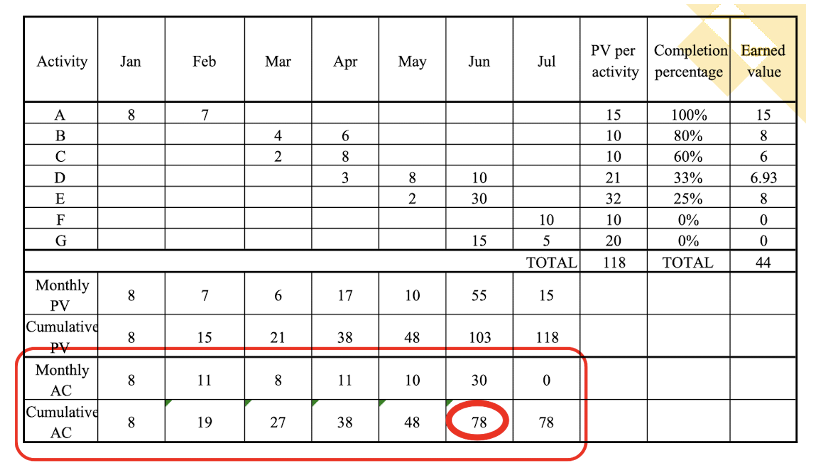 Activity Jan Feb Mar Apr May Jun Jul PV per activity Completion percentage Earned value
A 8 7 15 100% 15
B 4 6 10 80% 8
C 2 8 10 60% 6
D 3 8 10 21 33% 6.93
E 2 30 32 25% 8
F 10 10 0% 0
G 15 5 20 0% 0
TOTAL 118 TOTAL 44
Monthly PV 8 7 6 17 10 55 15
Cumulative PV 8 15 21 38 48 103 118
Monthly AC 8 11 8 11 10 30 0
Cumulative AC 8 19 27 38 48 78 78